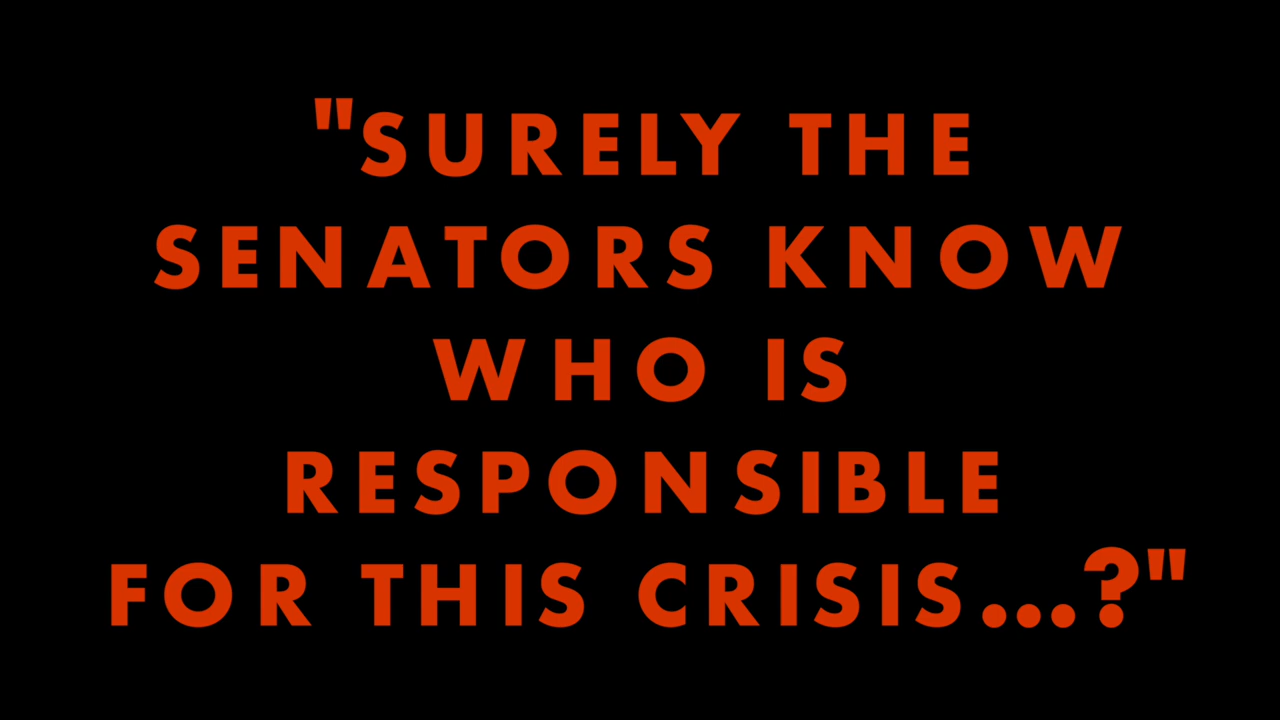 "SURELY THE
SENATORS KNOW
WHO IS
RESPONSIBLE
FOR THIS CRISIS...?"